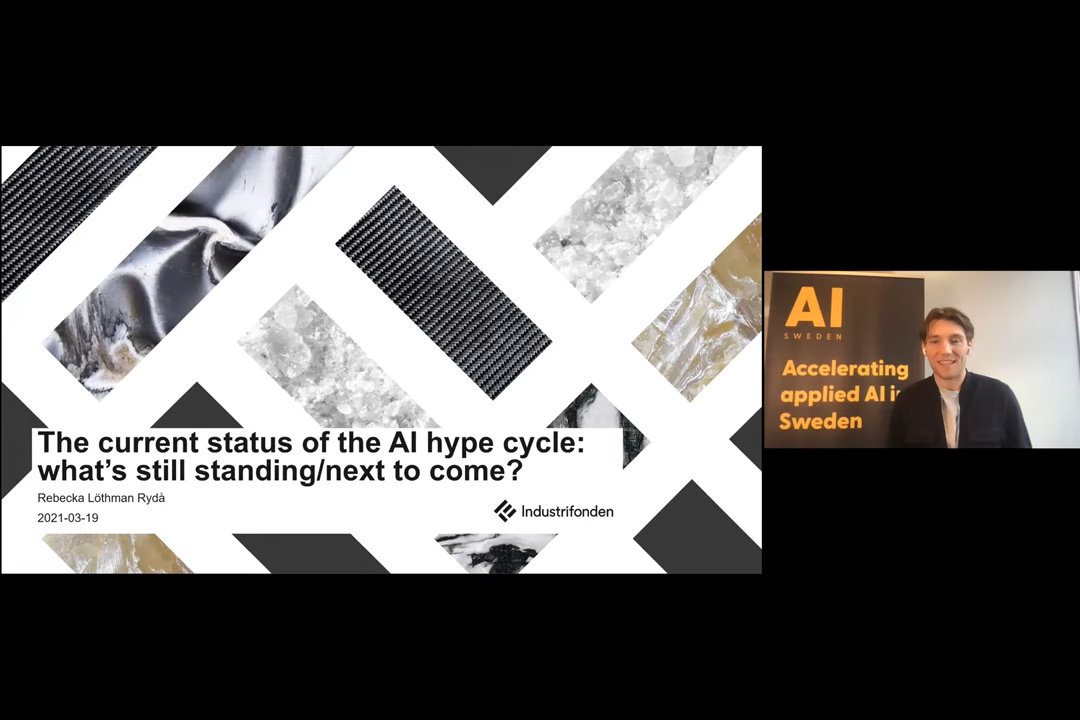 The current status of the AI hype cycle:
what's still standing/next to come?
Rebecka Löthman Rydå
2021-03-19
Industrifonden
AI
SWEDEN
Accelerating
applied AI
Sweden